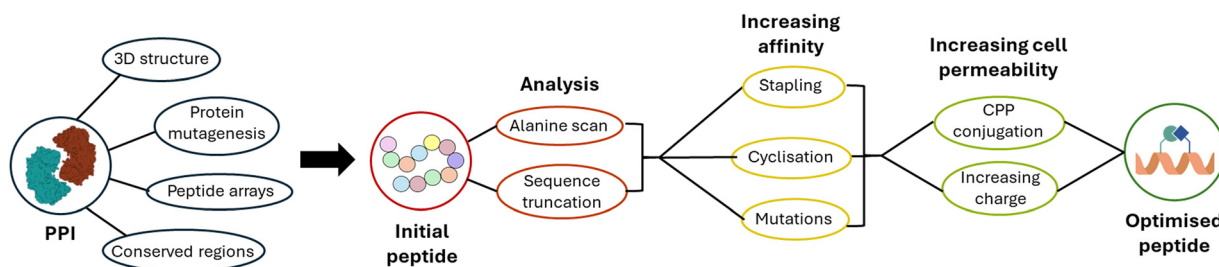 3D structure
Protein
mutagenesis
Peptide arrays
Conserved regions
PPI
Initial
peptide
Analysis
Alanine scan
Sequence
truncation
Increasing
affinity
Stapling
Cyclisation
Mutations
Increasing cell
permeability
CPP
conjugation
Increasing
charge
Optimised
peptide